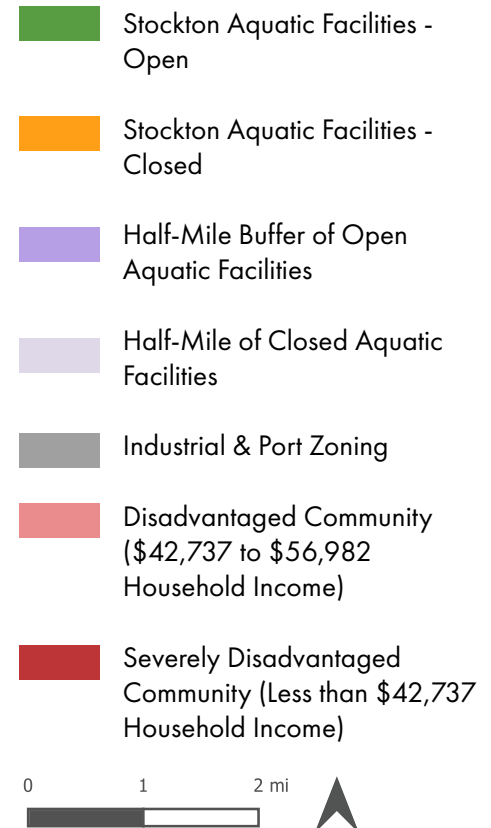 Stockton Aquatic Facilities -
Open
Stockton Aquatic Facilities -
Closed
Half-Mile Buffer of Open
Aquatic Facilities
Half-Mile of Closed Aquatic
Facilities
Industrial & Port Zoning
Disadvantaged Community
($42,737 to $56,982
Household Income)
Severely Disadvantaged
Community (Less than $42,737
Household Income)
0 1 2 mi